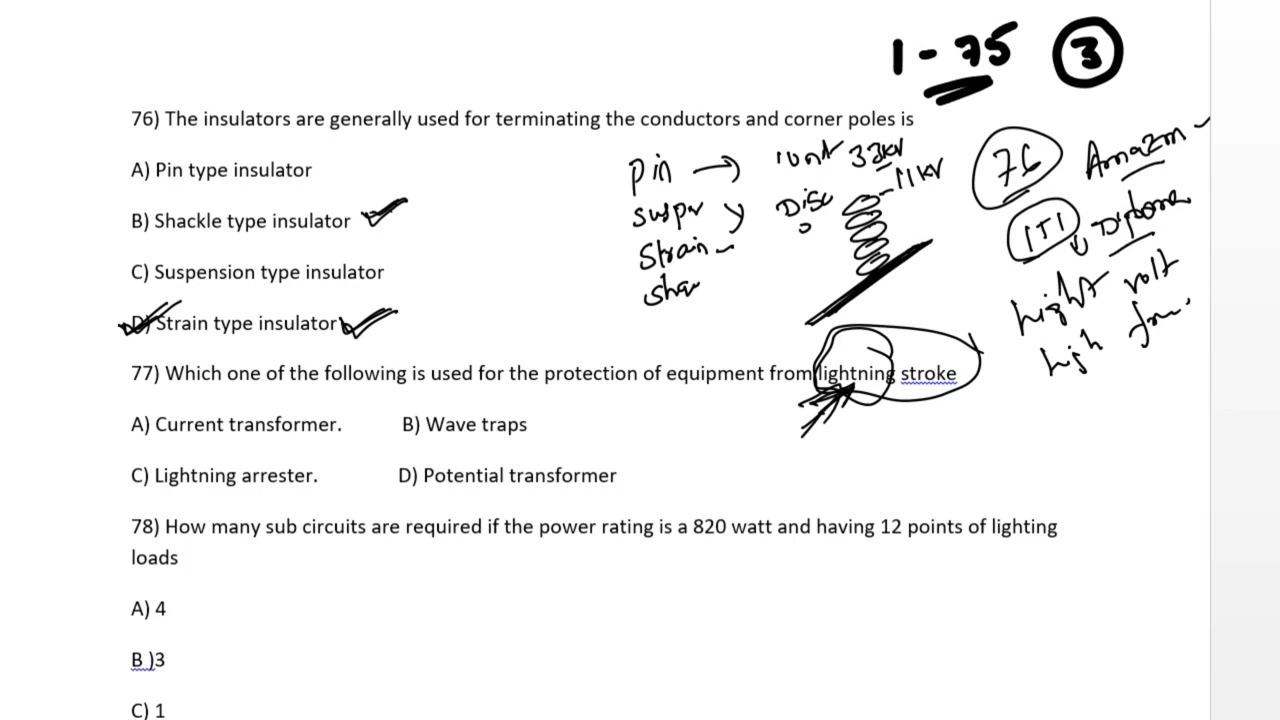 1 - 75 3
76) The insulators are generally used for terminating the conductors and corner poles is
A) Pin type insulator
B) Shackle type insulator
C) Suspension type insulator
D) Strain type insulator
Pin → 33kv
11kv
Disc
Strain -
sha
76 Amazon -
ITI Diploma
volt
high
77) Which one of the following is used for the protection of equipment from lightning stroke
A) Current transformer. B) Wave traps
C) Lightning arrester. D) Potential transformer
78) How many sub circuits are required if the power rating is a 820 watt and having 12 points of lighting
loads
A) 4
B )3
C) 1